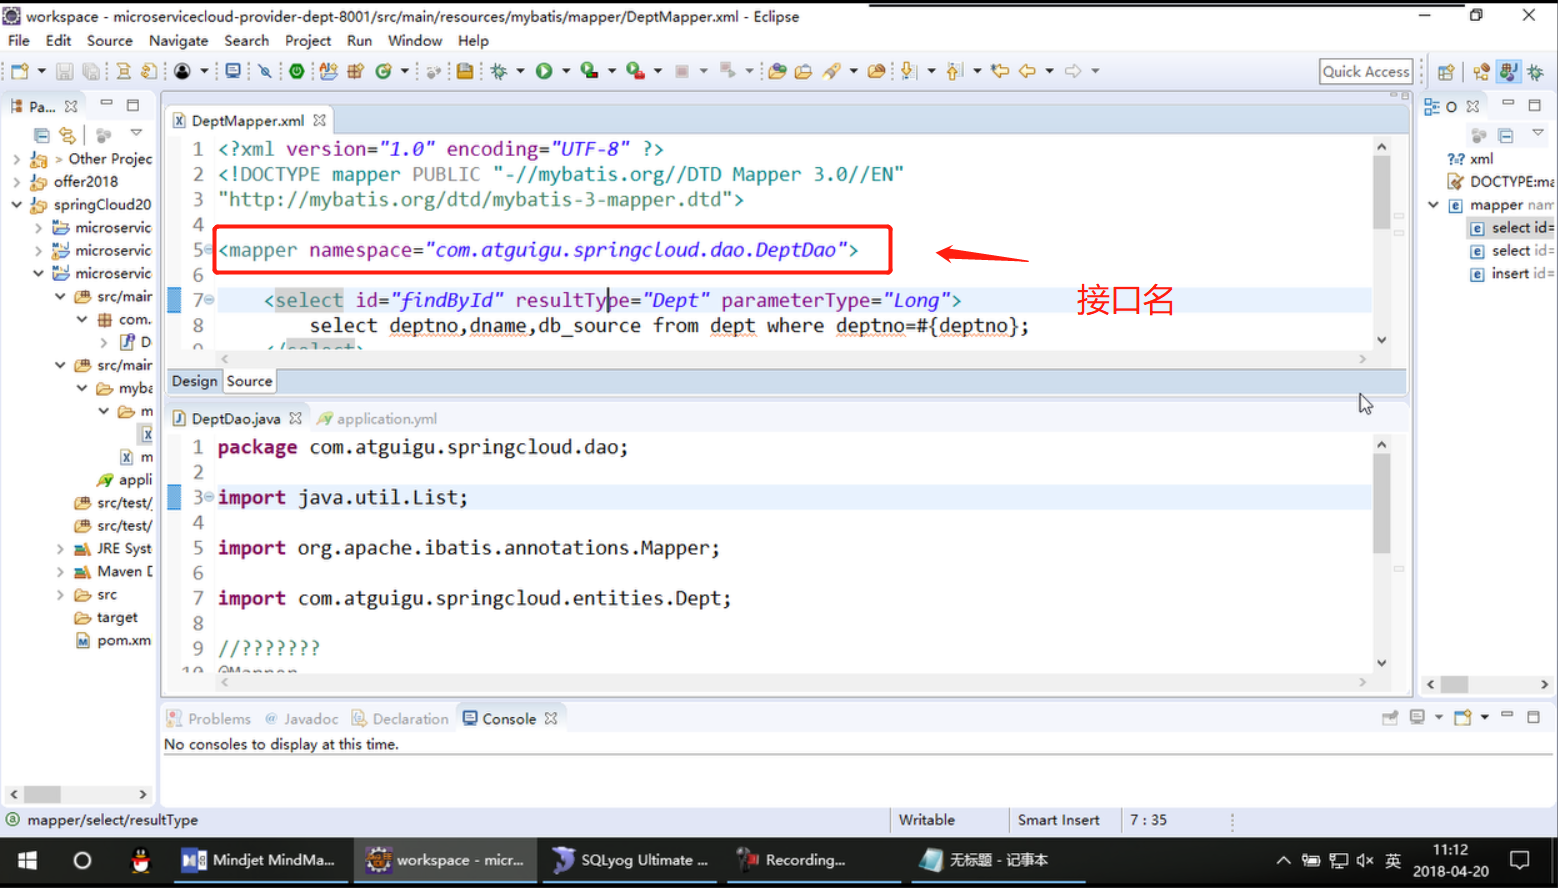 workspace - microservicecloud-provider-dept-8001/src/main/resources/mybatis/mapper/DeptMapper.xml - Eclipse
File Edit Source Navigate Search Project Run Window Help
Quick Access
Pa...
> Other Projec
offer2018
springCloud20
microservic
microservic
microservic
src/mair
com.
D
src/mair
myba
m
m
appli
src/test/
src/test/
JRE Syst
Maven D
src
target
pom.xm
DeptMapper.xml
1 <?xml version="1.0" encoding="UTF-8" ?>
2 <!DOCTYPE mapper PUBLIC "-//mybatis.org//DTD Mapper 3.0//EN"
3 "http://mybatis.org/dtd/mybatis-3-mapper.dtd">
4
5 <mapper namespace="com.atguigu.springcloud.dao.DeptDao">
6
7 <select id="findById" resultType="Dept" parameterType="Long">
接口名
8 select deptno,dname,db_source from dept where deptno=#{deptno};
9 </select>
Design Source
DeptDao.java application.yml
1 package com.atguigu.springcloud.dao;
2
3 import java.util.List;
4
5 import org.apache.ibatis.annotations.Mapper;
6
7 import com.atguigu.springcloud.entities.Dept;
8
9 //???????
10 @Mapper
O
xml
DOCTYPE:ma
mapper nam
select id=
select id=
insert id=
Problems Javadoc Declaration Console
No consoles to display at this time.
mapper/select/resultType Writable Smart Insert 7 : 35
Mindjet MindMa... workspace - micr... SQLyog Ultimate ... Recording... 无标题 - 记事本 英 11:12
2018-04-20